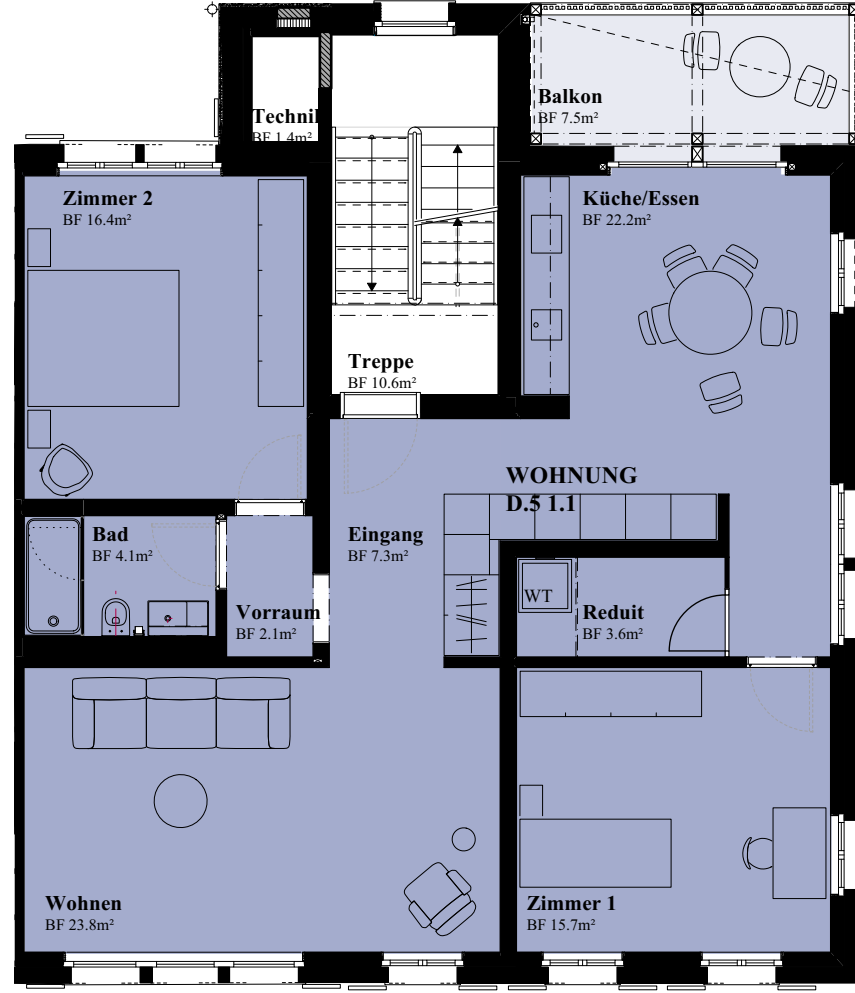 Technik
BF 1.4m²
Balkon
BF 7.5m²
Zimmer 2
BF 16.4m²
Küche/Essen
BF 22.2m²
Treppe
BF 10.6m²
WOHNUNG
D.5 1.1
Bad
BF 4.1m²
Eingang
BF 7.3m²
WT
Vorraum
BF 2.1m²
Reduit
BF 3.6m²
Wohnen
BF 23.8m²
Zimmer 1
BF 15.7m²